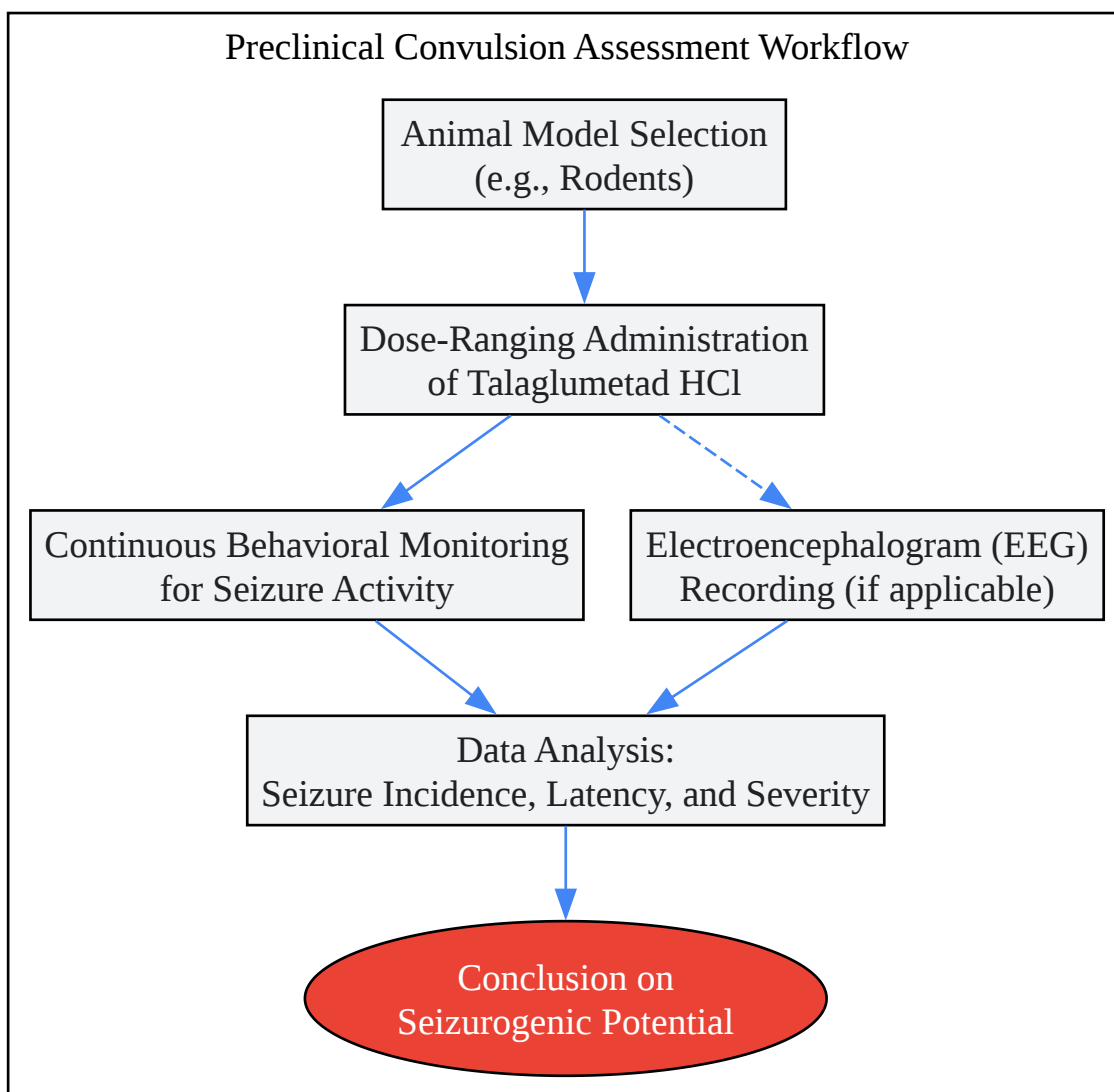 Preclinical Convulsion Assessment Workflow
Animal Model Selection
(e.g., Rodents)
Dose-Ranging Administration
of Talaglumetad HCl
Continuous Behavioral Monitoring
for Seizure Activity
Electroencephalogram (EEG)
Recording (if applicable)
Data Analysis:
Seizure Incidence, Latency, and Severity
Conclusion on
Seizurogenic Potential